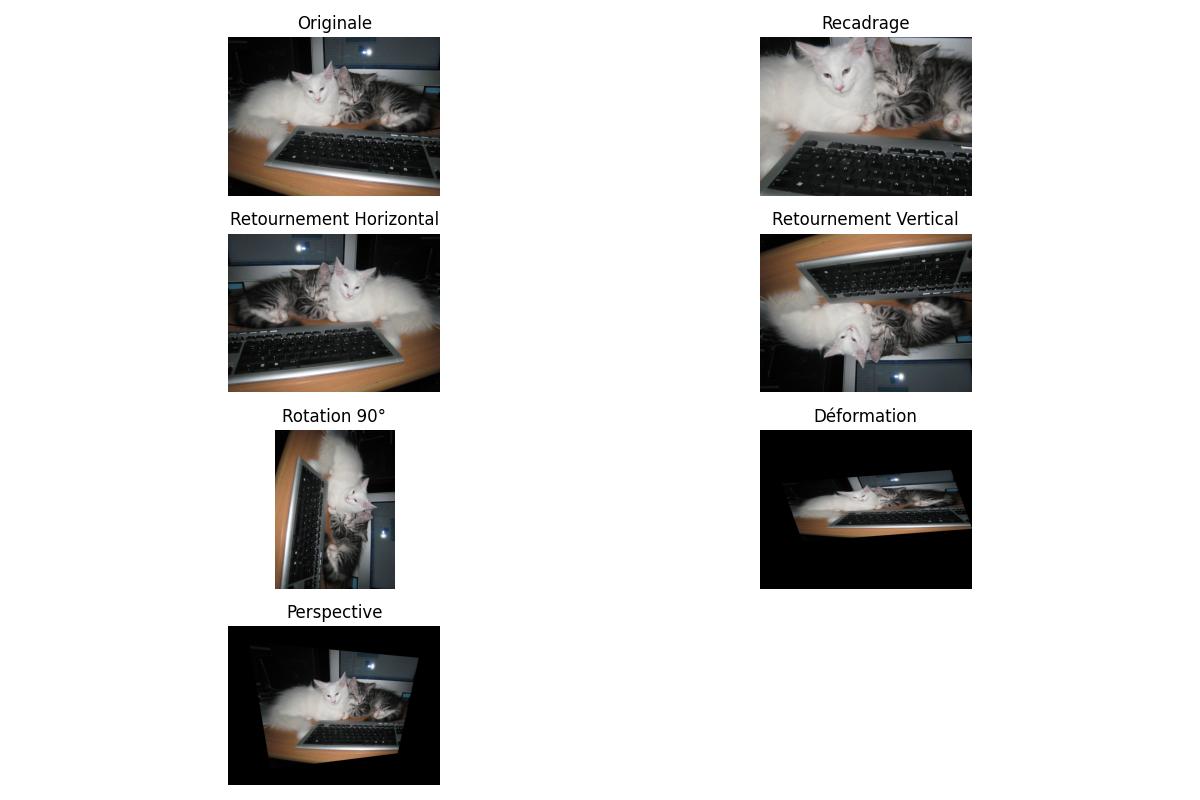 Originale
Recadrage
Retournement Horizontal
Retournement Vertical
Rotation 90°
Déformation
Perspective